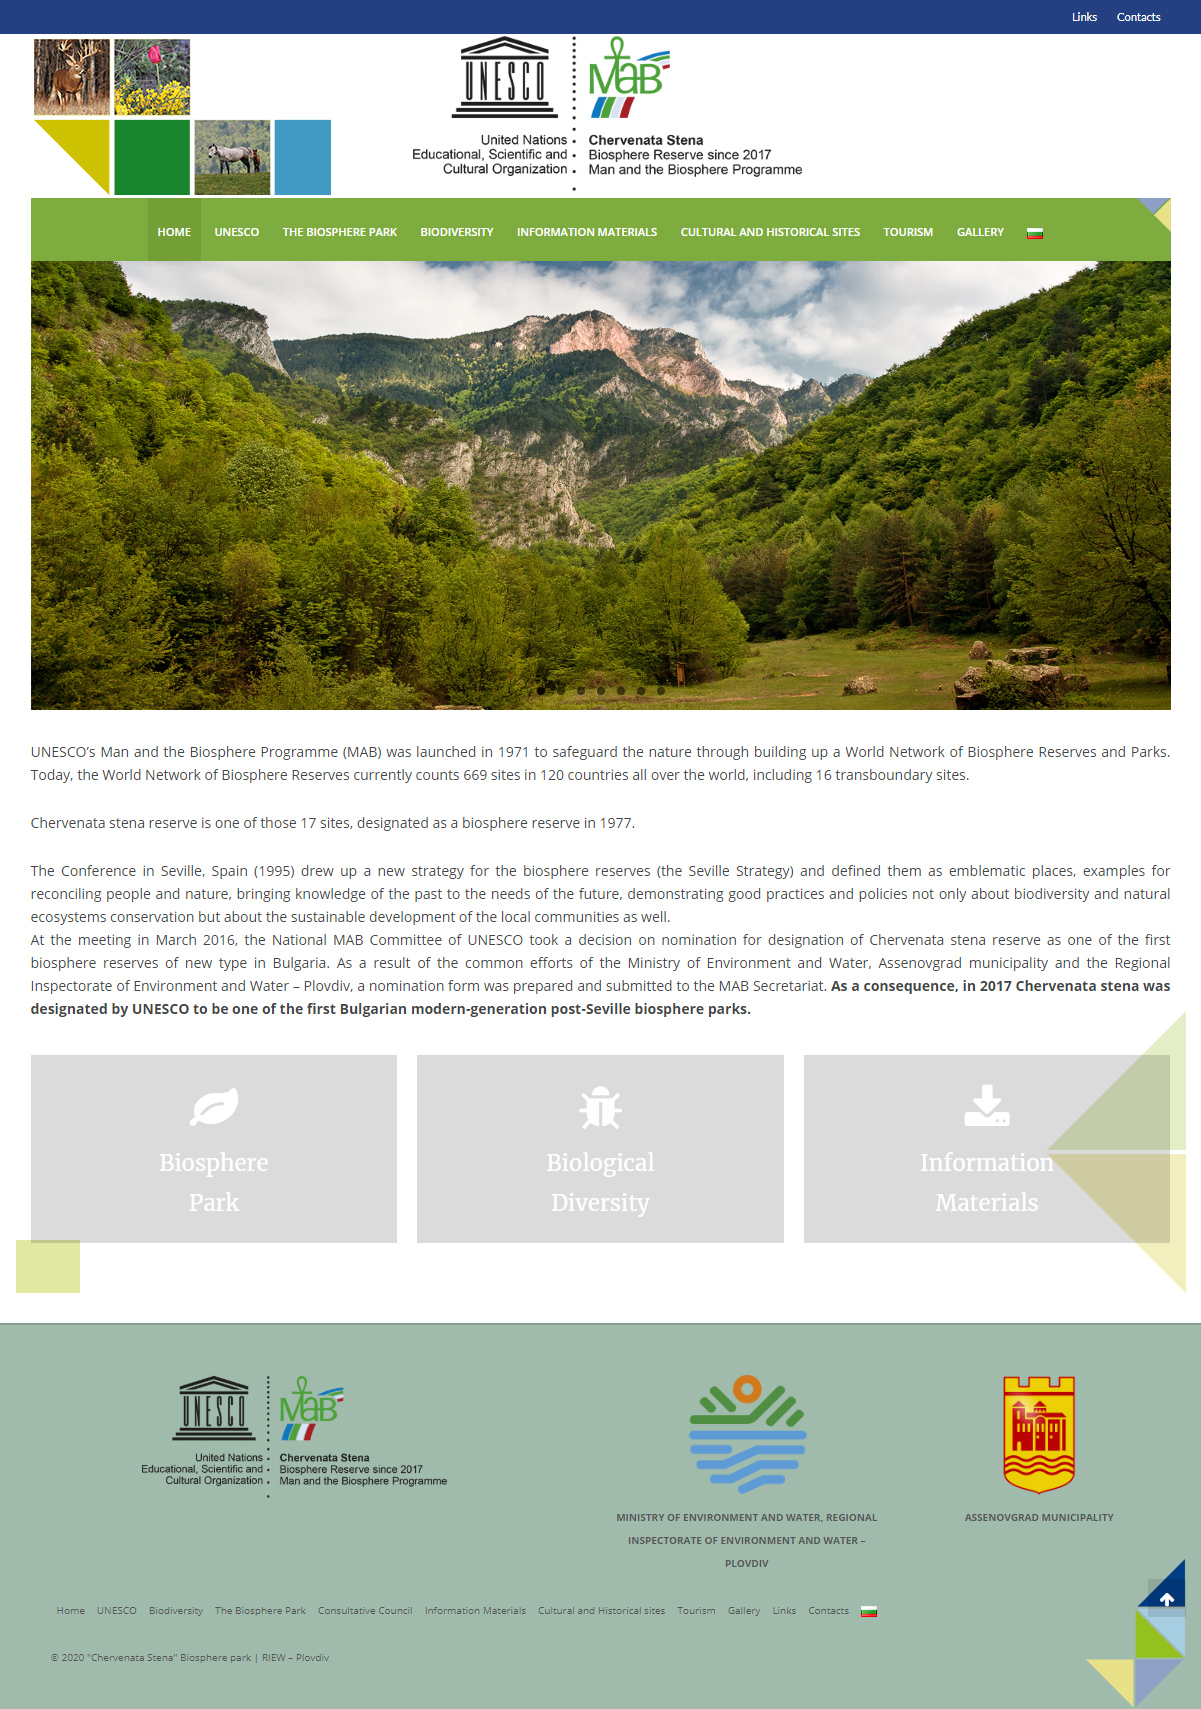 Links Contacts
UNESCO MaB
United Nations
Educational, Scientific and
Cultural Organization
Chervenata Stena
Biosphere Reserve since 2017
Man and the Biosphere Programme
HOME UNESCO THE BIOSPHERE PARK BIODIVERSITY INFORMATION MATERIALS CULTURAL AND HISTORICAL SITES TOURISM GALLERY
UNESCO’s Man and the Biosphere Programme (MAB) was launched in 1971 to safeguard the nature through building up a World Network of Biosphere Reserves and Parks.
Today, the World Network of Biosphere Reserves currently counts 669 sites in 120 countries all over the world, including 16 transboundary sites.
Chervenata stena reserve is one of those 17 sites, designated as a biosphere reserve in 1977.
The Conference in Seville, Spain (1995) drew up a new strategy for the biosphere reserves (the Seville Strategy) and defined them as emblematic places, examples for
reconciling people and nature, bringing knowledge of the past to the needs of the future, demonstrating good practices and policies not only about biodiversity and natural
ecosystems conservation but about the sustainable development of the local communities as well.
At the meeting in March 2016, the National MAB Committee of UNESCO took a decision on nomination for designation of Chervenata stena reserve as one of the first
biosphere reserves of new type in Bulgaria. As a result of the common efforts of the Ministry of Environment and Water, Assenovgrad municipality and the Regional
Inspectorate of Environment and Water – Plovdiv, a nomination form was prepared and submitted to the MAB Secretariat. As a consequence, in 2017 Chervenata stena was
designated by UNESCO to be one of the first Bulgarian modern-generation post-Seville biosphere parks.
Biosphere
Park
Biological
Diversity
Information
Materials
UNESCO MaB
United Nations
Educational, Scientific and
Cultural Organization
Chervenata Stena
Biosphere Reserve since 2017
Man and the Biosphere Programme
MINISTRY OF ENVIRONMENT AND WATER, REGIONAL
INSPECTORATE OF ENVIRONMENT AND WATER –
PLOVDIV
ASSENOVGRAD MUNICIPALITY
Home UNESCO Biodiversity The Biosphere Park Consultative Council Information Materials Cultural and Historical sites Tourism Gallery Links Contacts
© 2020 "Chervenata Stena" Biosphere park | RIEW – Plovdiv